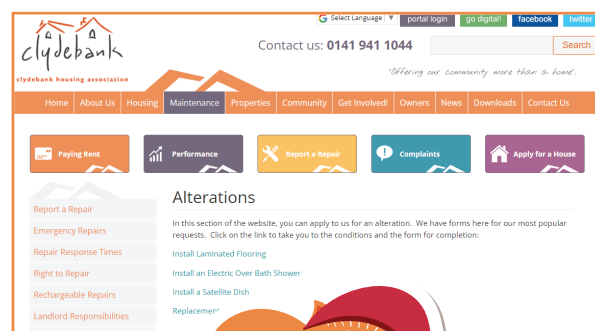 Select Language ▼
portal login
go digital!
facebook
twitter
clydebank
clydebank housing association
Contact us: 0141 941 1044
Search
"Offering our community more than a home".
Home About Us Housing Maintenance Properties Community Get Involved! Owners News Downloads Contact Us
Paying Rent
Performance
Report a Repair
Complaints
Apply for a House
Alterations
Report a Repair
Emergency Repairs
Repair Response Times
Right to Repair
Rechargeable Repairs
Landlord Responsibilities
In this section of the website, you can apply to us for an alteration. We have forms here for our most popular
requests. Click on the link to take you to the conditions and the form for completion:
Install Laminated Flooring
Install an Electric Over Bath Shower
Install a Satellite Dish